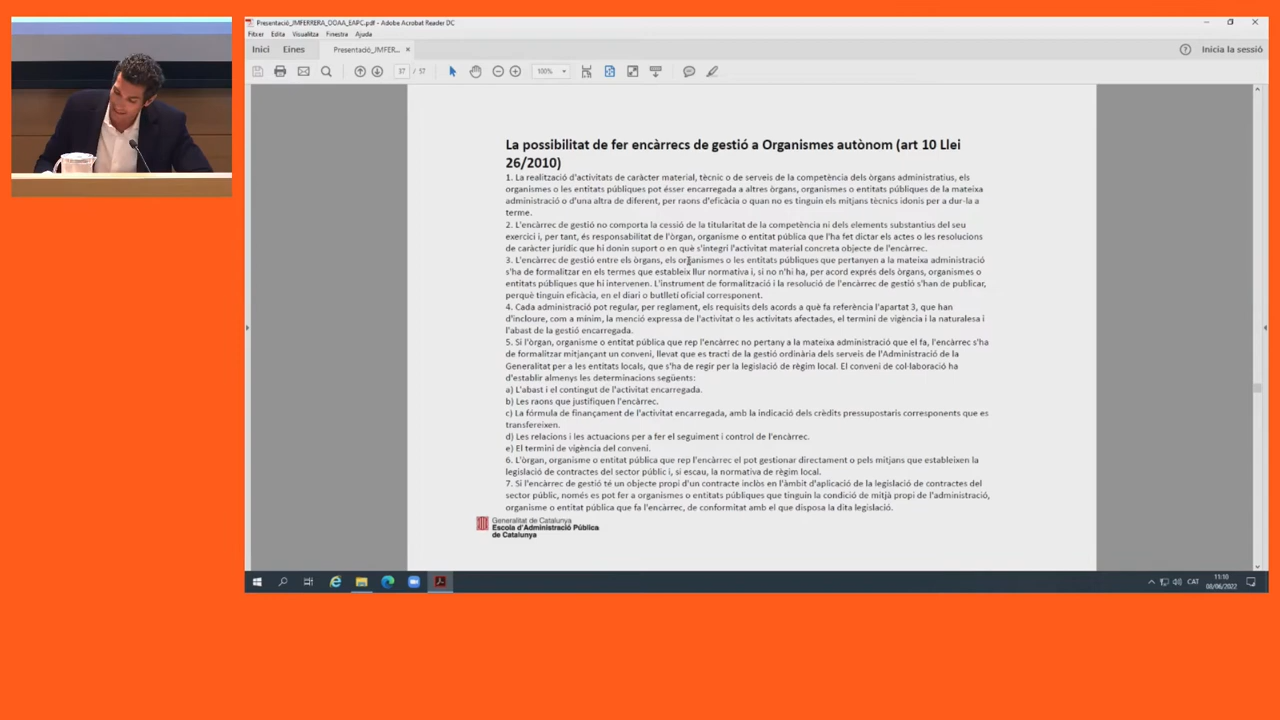 Presentació_JMFERRERA_OOAA_EAPC.pdf - Adobe Acrobat Reader DC
Fitxer Edita Visualitza Finestra Ajuda
Inici Eines Presentació_JMFER... × Inicia la sessió
37 / 57 100%
La possibilitat de fer encàrrecs de gestió a Organismes autònom (art 10 Llei
26/2010)
1. La realització d'activitats de caràcter material, tècnic o de serveis de la competència dels òrgans administratius, els
organismes o les entitats públiques pot ésser encarregada a altres òrgans, organismes o entitats públiques de la mateixa
administració o d'una altra de diferent, per raons d'eficàcia o quan no es tinguin els mitjans tècnics idonis per a dur-la a
terme.
2. L'encàrrec de gestió no comporta la cessió de la titularitat de la competència ni dels elements substantius del seu
exercici i, per tant, és responsabilitat de l'òrgan, organisme o entitat pública que l'ha fet dictar els actes o les resolucions
de caràcter jurídic que hi donin suport o en què s'integri l'activitat material concreta objecte de l'encàrrec.
3. L'encàrrec de gestió entre els òrgans, els organismes o les entitats públiques que pertanyen a la mateixa administració
s'ha de formalitzar en els termes que estableix llur normativa i, si no n'hi ha, per acord exprés dels òrgans, organismes o
entitats públiques que hi intervenen. L'instrument de formalització i la resolució de l'encàrrec de gestió s'han de publicar,
perquè tinguin eficàcia, en el diari o butlletí oficial corresponent.
4. Cada administració pot regular, per reglament, els requisits dels acords a què fa referència l'apartat 3, que han
d'incloure, com a mínim, la menció expressa de l'activitat o les activitats afectades, el termini de vigència i la naturalesa i
l'abast de la gestió encarregada.
5. Si l'òrgan, organisme o entitat pública que rep l'encàrrec no pertany a la mateixa administració que el fa, l'encàrrec s'ha
de formalitzar mitjançant un conveni, llevat que es tracti de la gestió ordinària dels serveis de l'Administració de la
Generalitat per a les entitats locals, que s'ha de regir per la legislació de règim local. El conveni de col·laboració ha
d'establir almenys les determinacions següents:
a) L'abast i el contingut de l'activitat encarregada.
b) Les raons que justifiquen l'encàrrec.
c) La fórmula de finançament de l'activitat encarregada, amb la indicació dels crèdits pressupostaris corresponents que es
transfereixen.
d) Les relacions i les actuacions per a fer el seguiment i control de l'encàrrec.
e) El termini de vigència del conveni.
6. L'òrgan, organisme o entitat pública que rep l'encàrrec el pot gestionar directament o pels mitjans que estableixen la
legislació de contractes del sector públic i, si escau, la normativa de règim local.
7. Si l'encàrrec de gestió té un objecte propi d'un contracte inclòs en l'àmbit d'aplicació de la legislació de contractes del
sector públic, només es pot fer a organismes o entitats públiques que tinguin la condició de mitjà propi de l'administració,
organisme o entitat pública que fa l'encàrrec, de conformitat amb el que disposa la dita legislació.
Generalitat de Catalunya
Escola d'Administració Pública
de Catalunya
CAT 11:10
08/06/2022